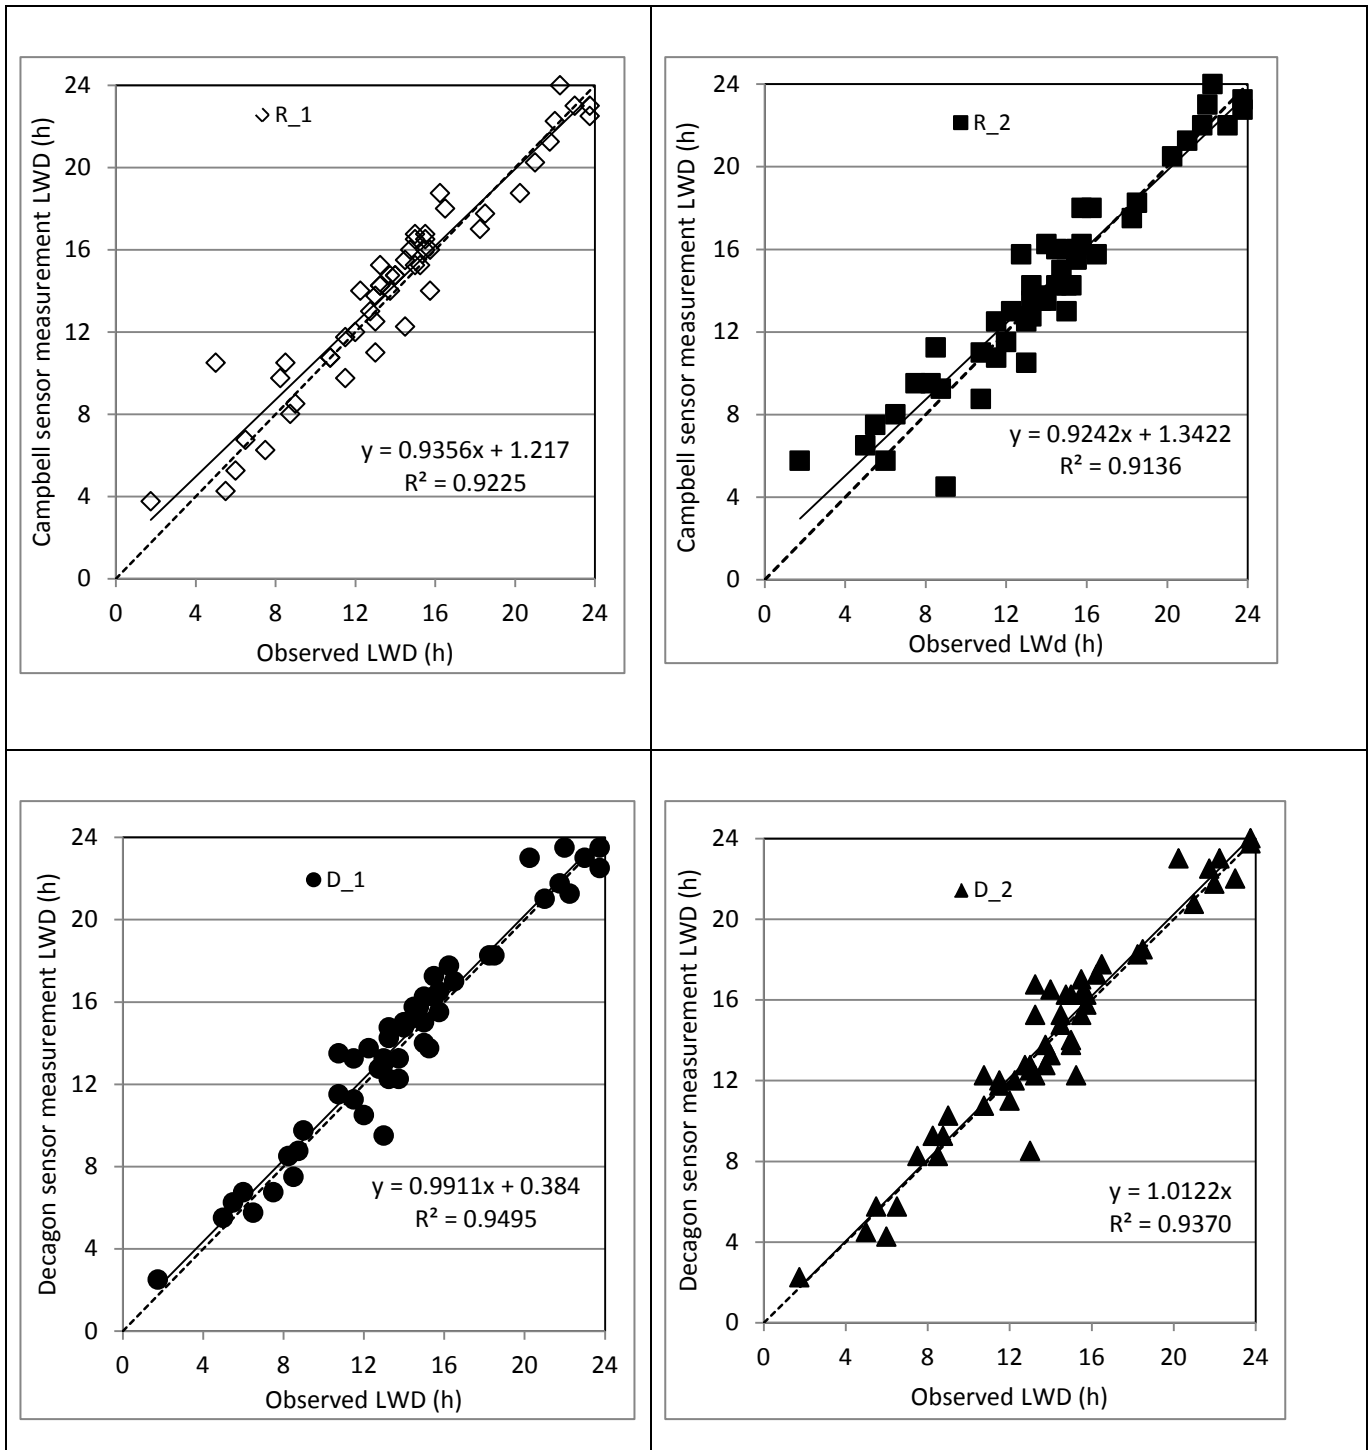 R_1
Campbell sensor measurement LWD (h)
24
20
16
12
8
4
0
y = 0.9356x + 1.217
R² = 0.9225
0 4 8 12 16 20 24
Observed LWD (h)
R_2
Campbell sensor measurement LWD (h)
24
20
16
12
8
4
0
y = 0.9242x + 1.3422
R² = 0.9136
0 4 8 12 16 20 24
Observed LWd (h)
D_1
Decagon sensor measurement LWD (h)
24
20
16
12
8
4
0
y = 0.9911x + 0.384
R² = 0.9495
0 4 8 12 16 20 24
Observed LWD (h)
D_2
Decagon sensor measurement LWD (h)
24
20
16
12
8
4
0
y = 1.0122x
R² = 0.9370
0 4 8 12 16 20 24
Observed LWD (h)